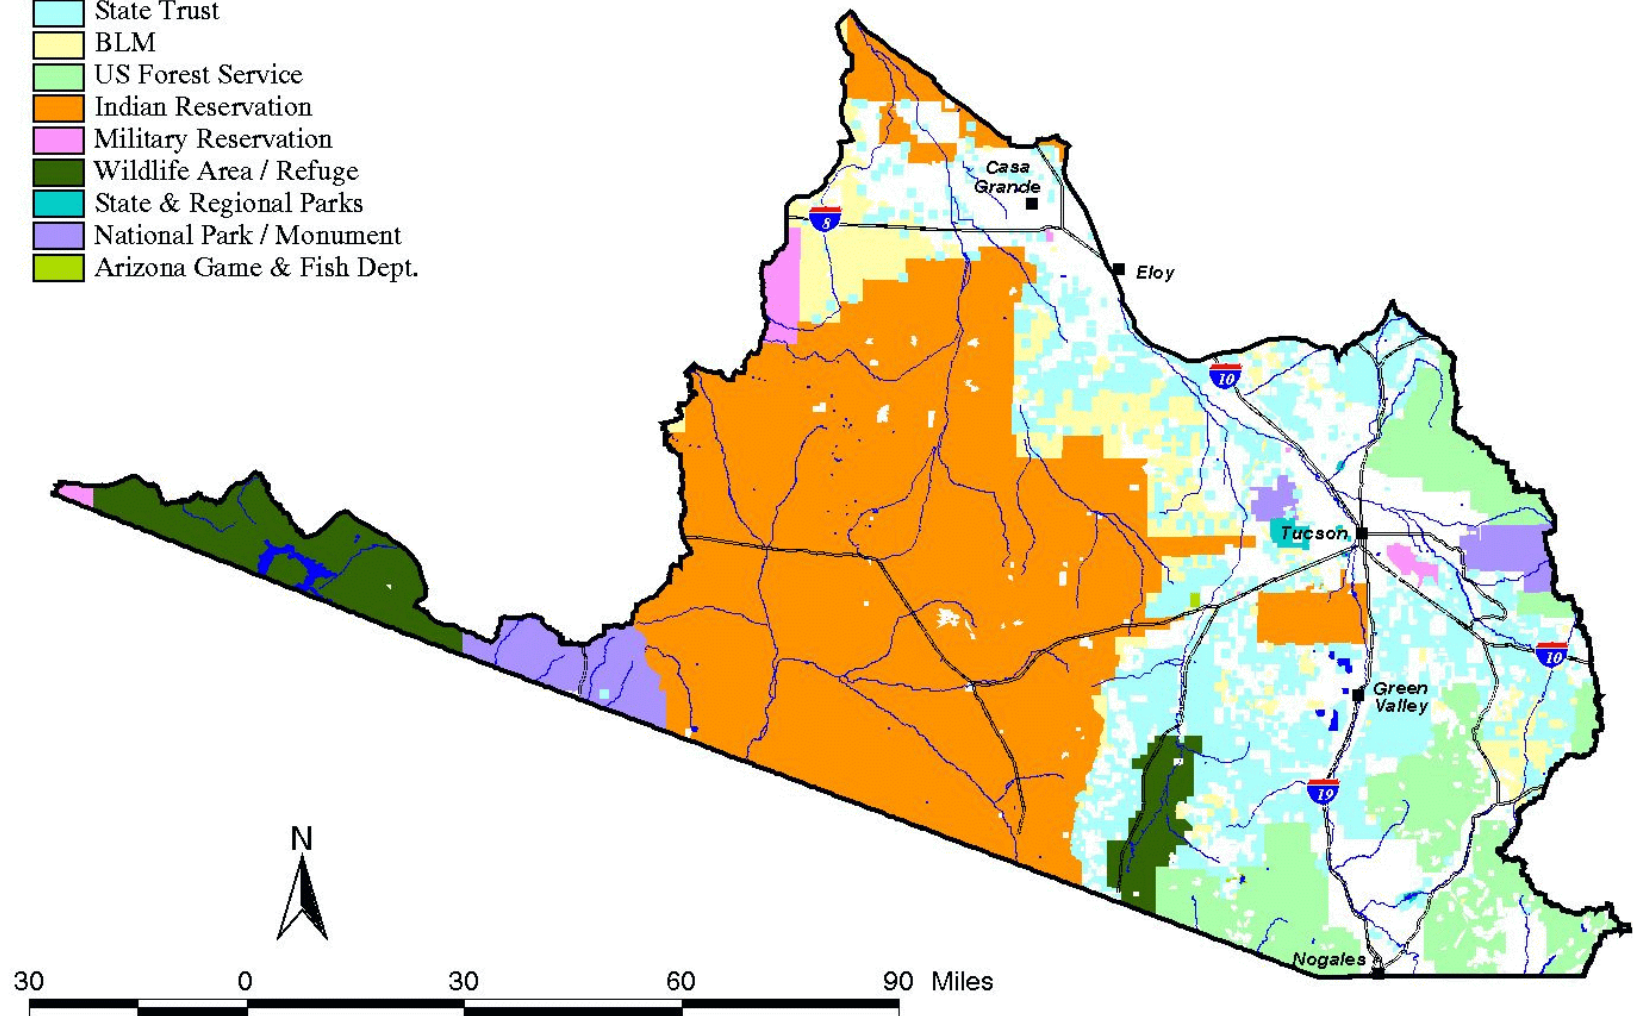 State Trust
BLM
US Forest Service
Indian Reservation
Military Reservation
Wildlife Area / Refuge
State & Regional Parks
National Park / Monument
Arizona Game & Fish Dept.
Casa
Grande
8
Eloy
10
Tucson
10
Green
Valley
19
Nogales
N
30 0 30 60 90 Miles